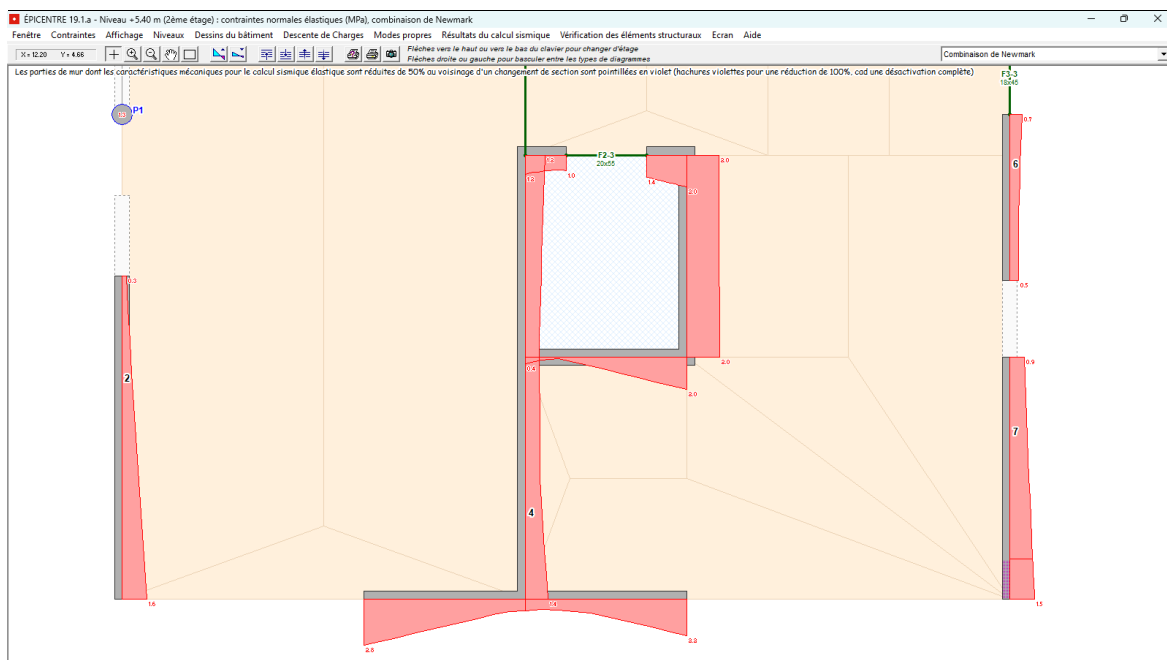 ÉPICENTRE 19.1.a - Niveau +5.40 m (2ème étage) : contraintes normales élastiques (MPa), combinaison de Newmark
Fenêtre Contraintes Affichage Niveaux Dessins du bâtiment Descente de Charges Modes propres Résultats du calcul sismique Vérification des éléments structuraux Ecran Aide
X = 12.20 Y = 4.66 Flèches vers le haut ou vers le bas du clavier pour changer d'étage
Flèches droite ou gauche pour basculer entre les types de diagrammes
Combinaison de Newmark
Les parties de mur dont les caractéristiques mécaniques pour le calcul sismique élastique sont réduites de 50% au voisinage d'un changement de section sont pointillées en violet (hachures violettes pour une réduction de 100%, cad une désactivation complète)
F3-3
18x45
P1
0.7
F2-3
20x55
1.2
2.0
6
1.0
1.4
2.0
0.3
0.5
2.0
0.9
0.4
2
2.0
7
4
1.6
1.4
1.5
2.3